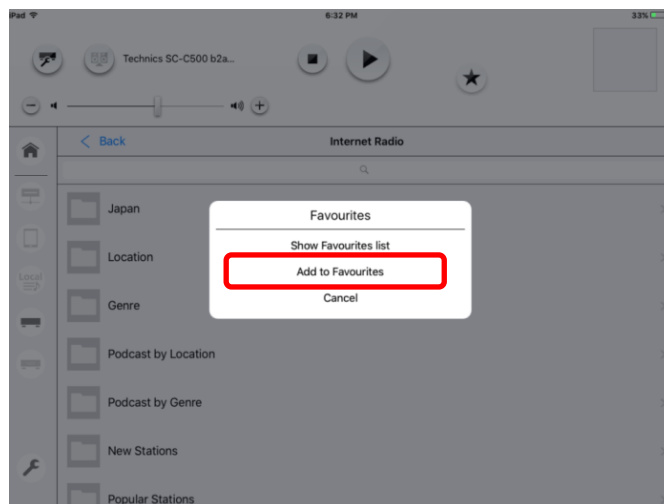 iPad
6:32 PM
33%
Technics SC-C500 b2a...
Back
Internet Radio
Japan
Location
Genre
Podcast by Location
Podcast by Genre
New Stations
Popular Stations
Local
Favourites
Show Favourites list
Add to Favourites
Cancel